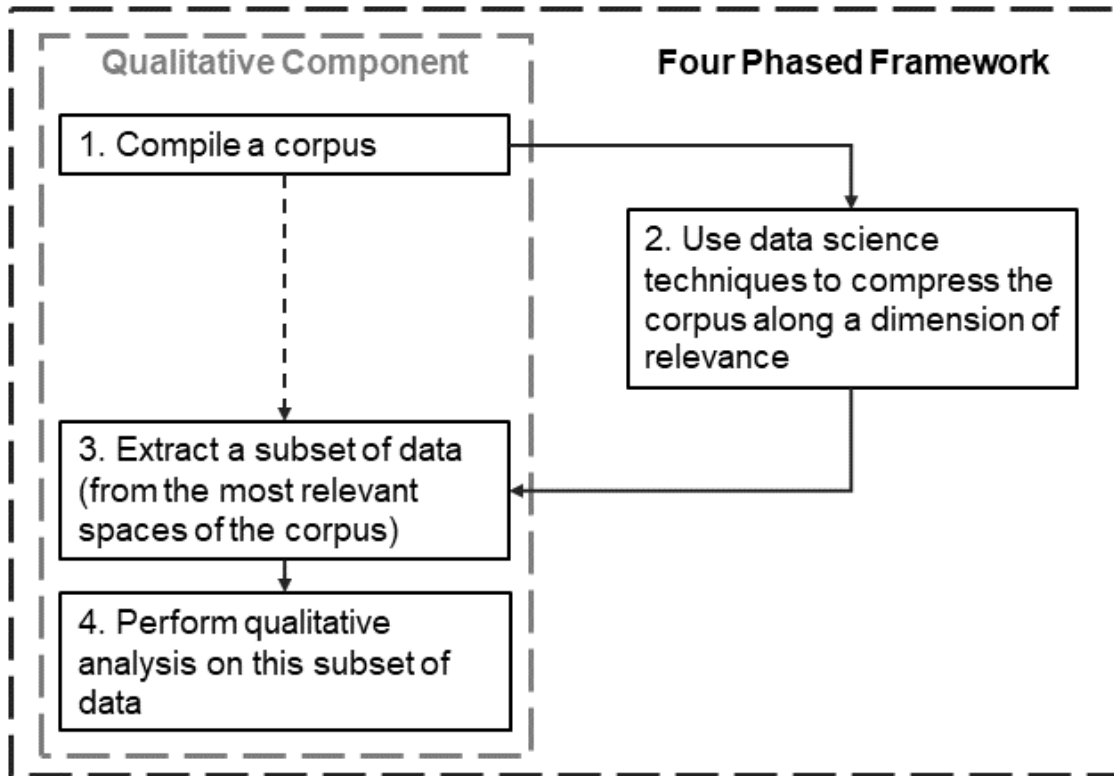 Qualitative Component
Four Phased Framework
1. Compile a corpus
2. Use data science
techniques to compress the
corpus along a dimension of
relevance
3. Extract a subset of data
(from the most relevant
spaces of the corpus)
4. Perform qualitative
analysis on this subset of
data